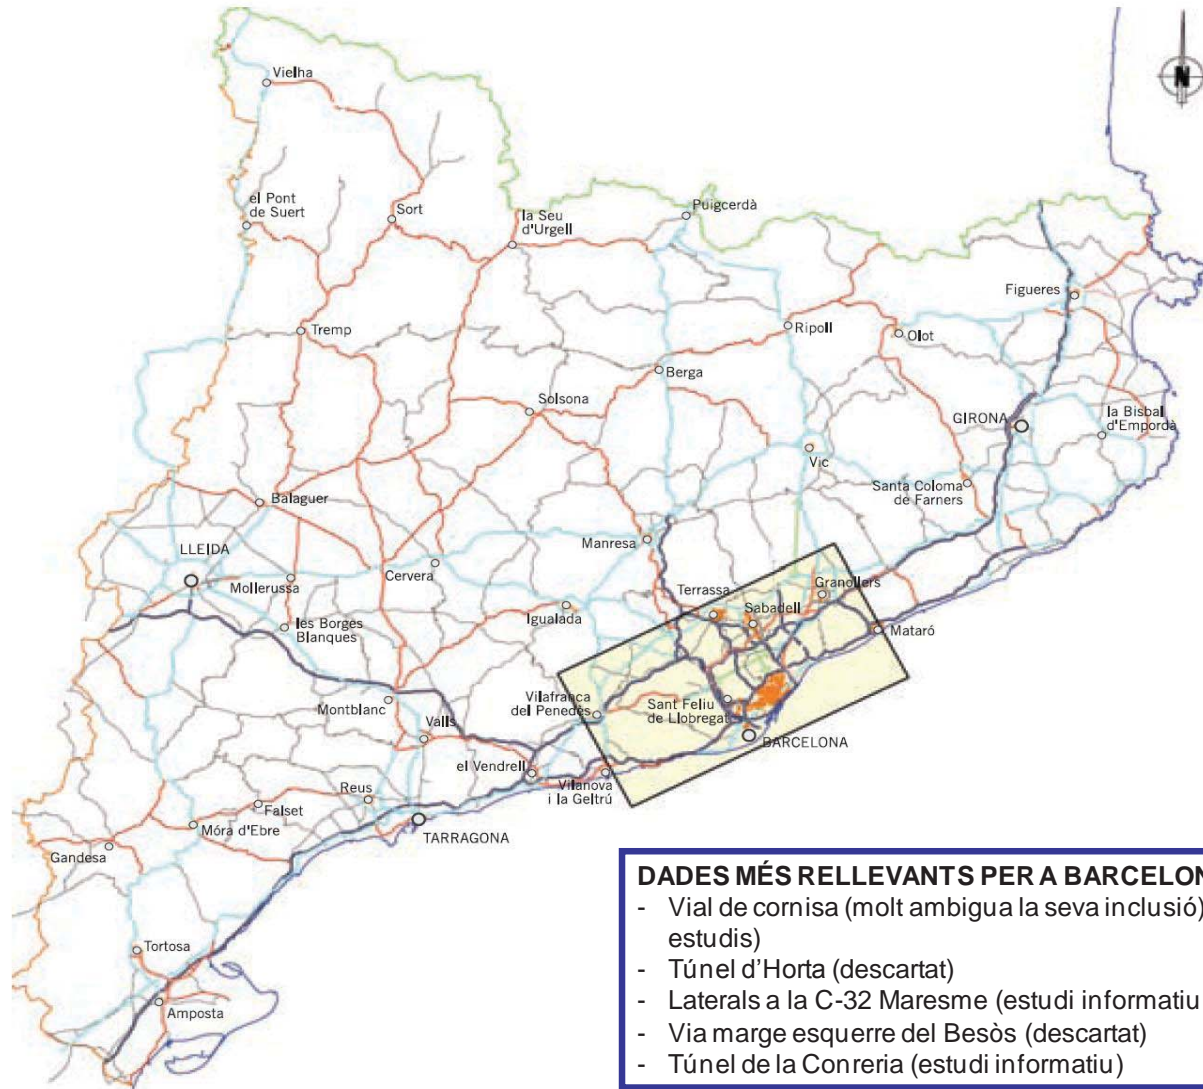 N
Vielha
el Pont
de Suert
Sort
la Seu
d'Urgell
Puigcerdà
Figueres
Tremp
Ripoll
Olot
Berga
Solsona
GIRONA
la Bisbal
d'Empordà
Vic
Santa Coloma
de Farners
Balaguer
LLEIDA
Mollerussa
Cervera
Manresa
Terrassa
Granollers
Sabadell
Igualada
les Borges
Blanques
Mataró
Vilafranca
del Penedès
Sant Feliu
de Llobregat
BARCELONA
Montblanc
Valls
el Vendrell
Vilanova
i la Geltrú
Reus
Falset
Móra d'Ebre
TARRAGONA
Gandesa
Tortosa
Amposta
DADES MÉS RELLEVANTS PER A BARCELON
- Vial de cornisa (molt ambigua la seva inclusió)
estudis)
- Túnel d'Horta (descartat)
- Laterals a la C-32 Maresme (estudi informatiu
- Via marge esquerre del Besòs (descartat)
- Túnel de la Conreria (estudi informatiu)